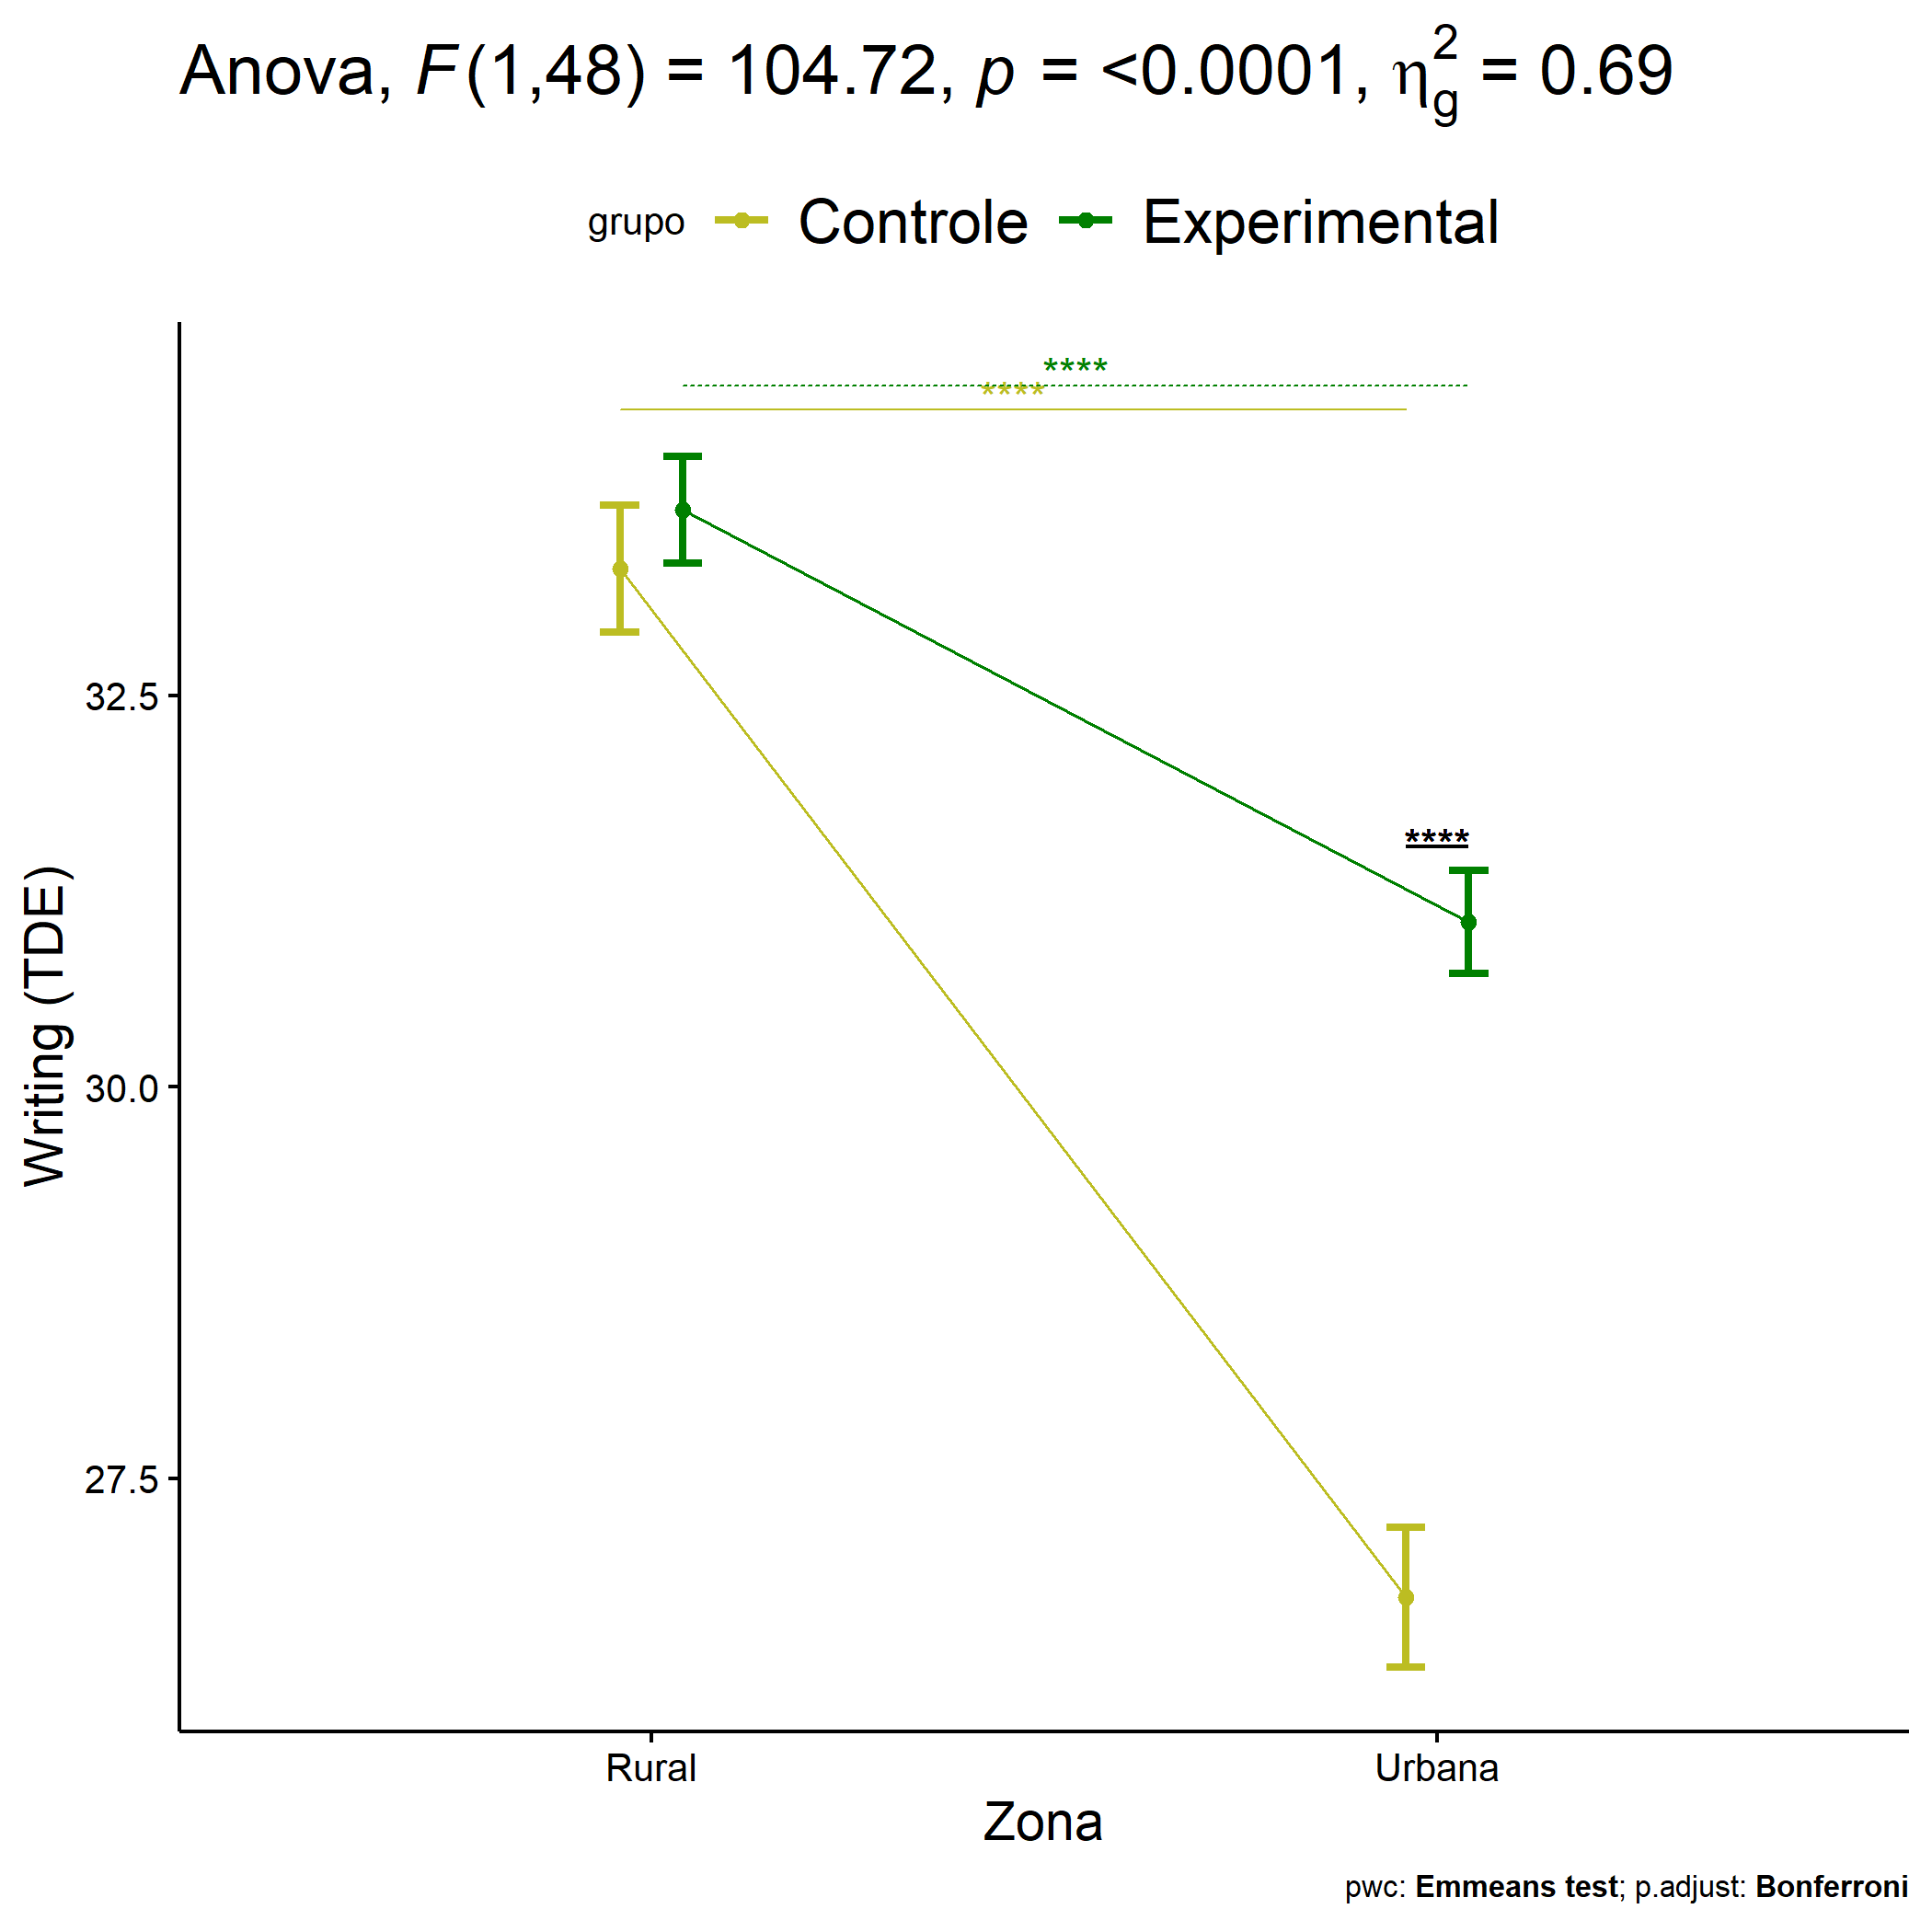 Anova, F(1,48) = 104.72, p = <0.0001, η²g = 0.69
grupo Controle Experimental
****
****
32.5
****
30.0
27.5
Writing (TDE)
Rural Urbana
Zona
pwc: Emmeans test; p.adjust: Bonferroni